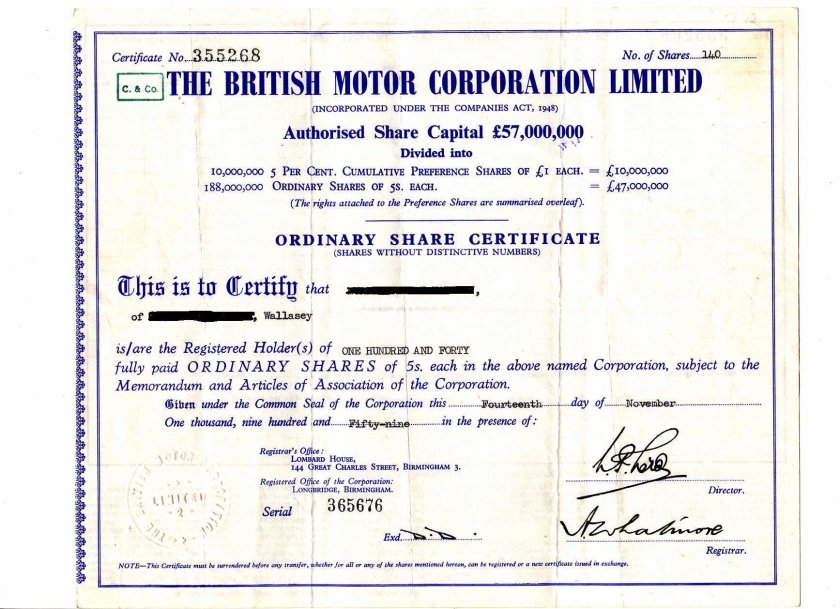 Certificate No. 355268 No. of Shares 140
C. & Co.
THE BRITISH MOTOR CORPORATION LIMITED
(INCORPORATED UNDER THE COMPANIES ACT, 1948)
Authorised Share Capital £57,000,000
Divided into
10,000,000 5 PER CENT. CUMULATIVE PREFERENCE SHARES OF £1 EACH. = £10,000,000
188,000,000 ORDINARY SHARES OF 5S. EACH. = £47,000,000
(The rights attached to the Preference Shares are summarised overleaf).
ORDINARY SHARE CERTIFICATE
(SHARES WITHOUT DISTINCTIVE NUMBERS)
This is to Certify that ,
of , Wallasey
is/are the Registered Holder(s) of ONE HUNDRED AND FORTY
fully paid ORDINARY SHARES of 5s. each in the above named Corporation, subject to the
Memorandum and Articles of Association of the Corporation.
Given under the Common Seal of the Corporation this Fourteenth day of November
One thousand, nine hundred and Fifty-nine in the presence of:
Registrar's Office:
LOMBARD HOUSE,
144 GREAT CHARLES STREET, BIRMINGHAM 3.
Registered Office of the Corporation:
LONGBRIDGE, BIRMINGHAM.
Serial 365676
Director.
Exd.
Registrar.
NOTE—This Certificate must be surrendered before any transfer, whether for all or any of the shares mentioned hereon, can be registered or a new certificate issued in exchange.